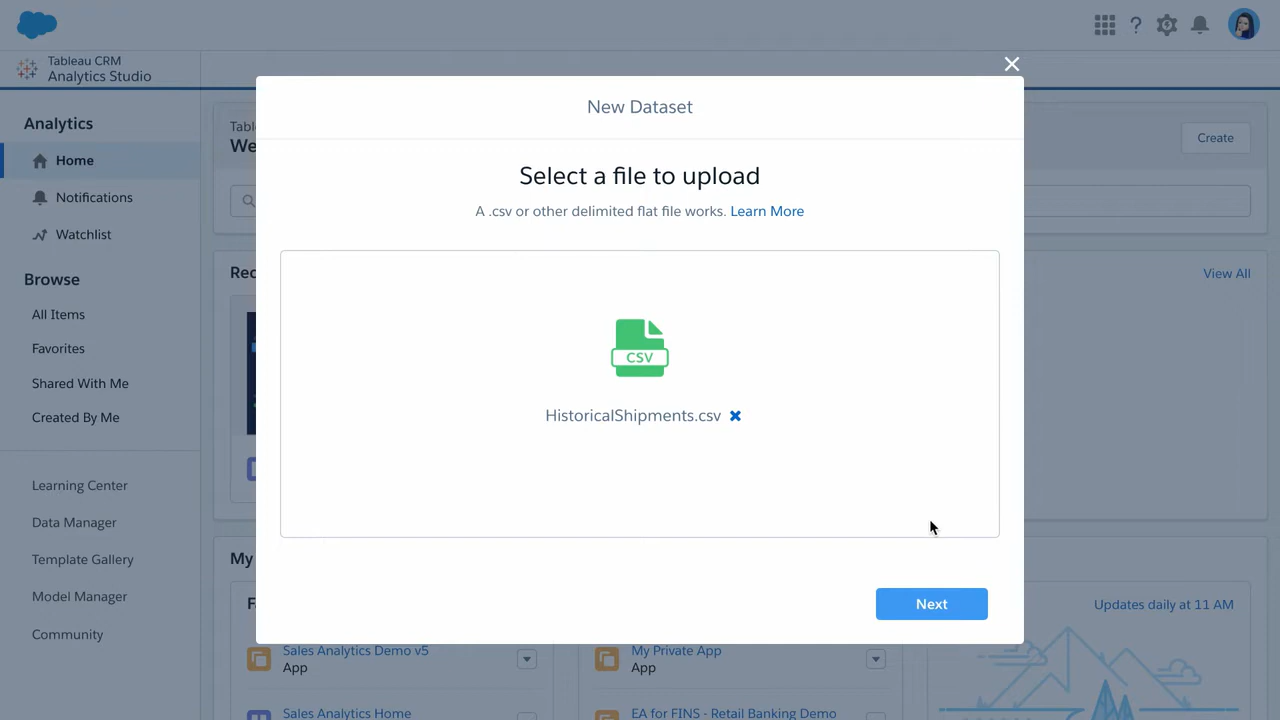 Tableau CRM
Analytics Studio
New Dataset
Analytics
Home
Notifications
Watchlist
Browse
All Items
Favorites
Shared With Me
Created By Me
Learning Center
Data Manager
Template Gallery
Model Manager
Community
Create
Select a file to upload
A .csv or other delimited flat file works. Learn More
View All
CSV
HistoricalShipments.csv
Next
My
Updates daily at 11 AM
Sales Analytics Demo v5
App
My Private App
App
Sales Analytics Home
EA for FINS - Retail Banking Demo